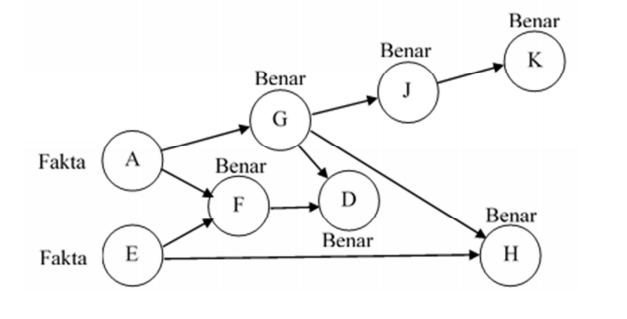 Benar
K
Benar
J
Benar
G
Fakta
A
Benar
F
D
Benar
Benar
H
Fakta
E